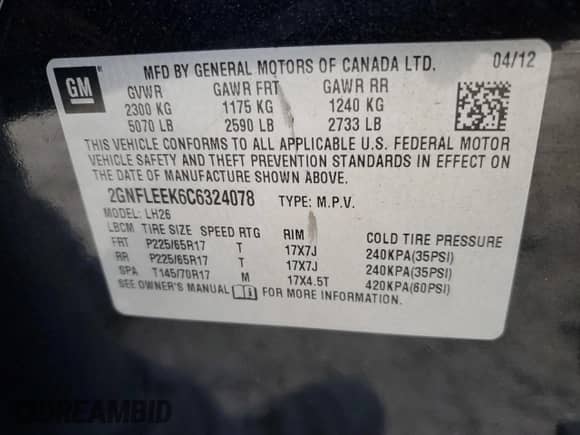 GM
MFD BY GENERAL MOTORS OF CANADA LTD. 04/12
GVWR GAWR FRT GAWR RR
2300 KG 1175 KG 1240 KG
5070 LB 2590 LB 2733 LB
THIS VEHICLE CONFORMS TO ALL APPLICABLE U.S. FEDERAL MOTOR
VEHICLE SAFETY AND THEFT PREVENTION STANDARDS IN EFFECT ON
THE DATE OF MANUFACTURE SHOWN ABOVE.
2GNFLEEK6C6324078 TYPE: M.P.V.
MODEL: LH26
LBCM TIRE SIZE SPEED RTG RIM COLD TIRE PRESSURE
FRT P225/65R17 T 17X7J 240KPA(35PSI)
RR P225/65R17 T 17X7J 240KPA(35PSI)
SPA T145/70R17 M 17X4.5T 420KPA(60PSI)
SEE OWNER'S MANUAL FOR MORE INFORMATION.
DREAMBID